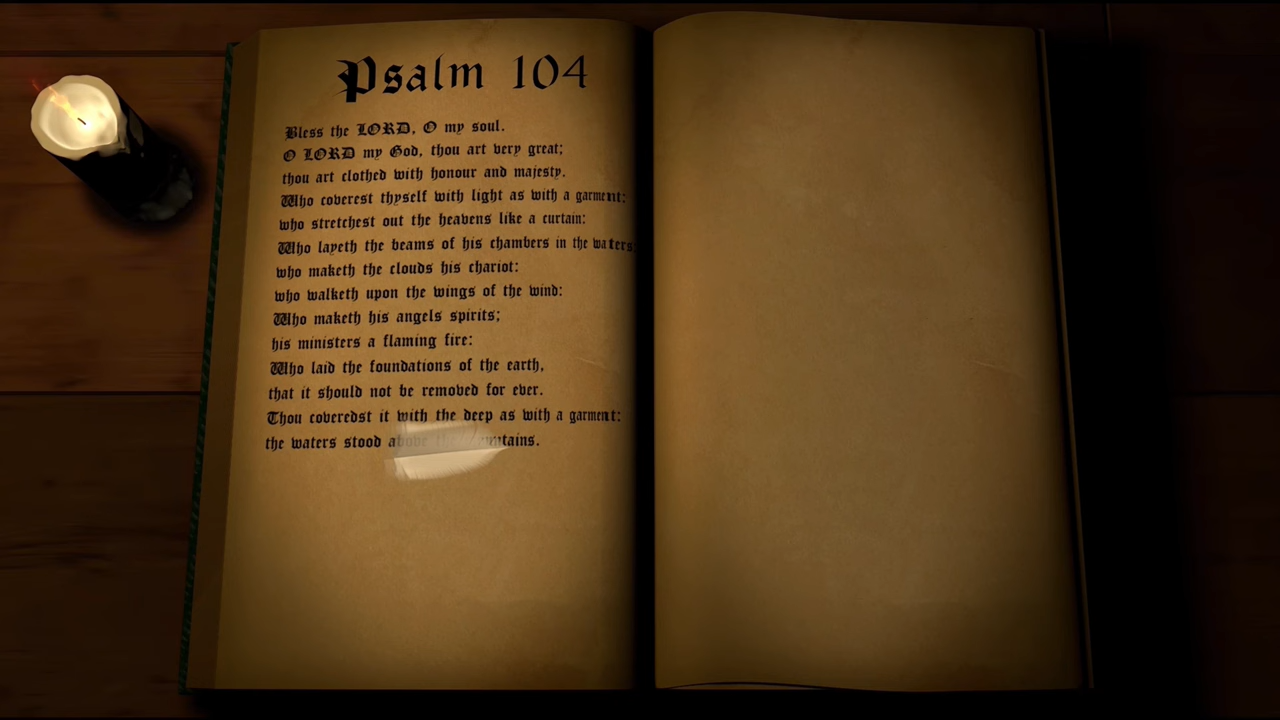 Psalm 104
Bless the LORD, O my soul.
O LORD my God, thou art very great;
thou art clothed with honour and majesty.
Who coverest thyself with light as with a garment:
who stretchest out the heavens like a curtain:
Who layeth the beams of his chambers in the waters:
who maketh the clouds his chariot:
who walketh upon the wings of the wind:
Who maketh his angels spirits;
his ministers a flaming fire:
Who laid the foundations of the earth,
that it should not be removed for ever.
Thou coveredst it with the deep as with a garment:
the waters stood above the mountains.